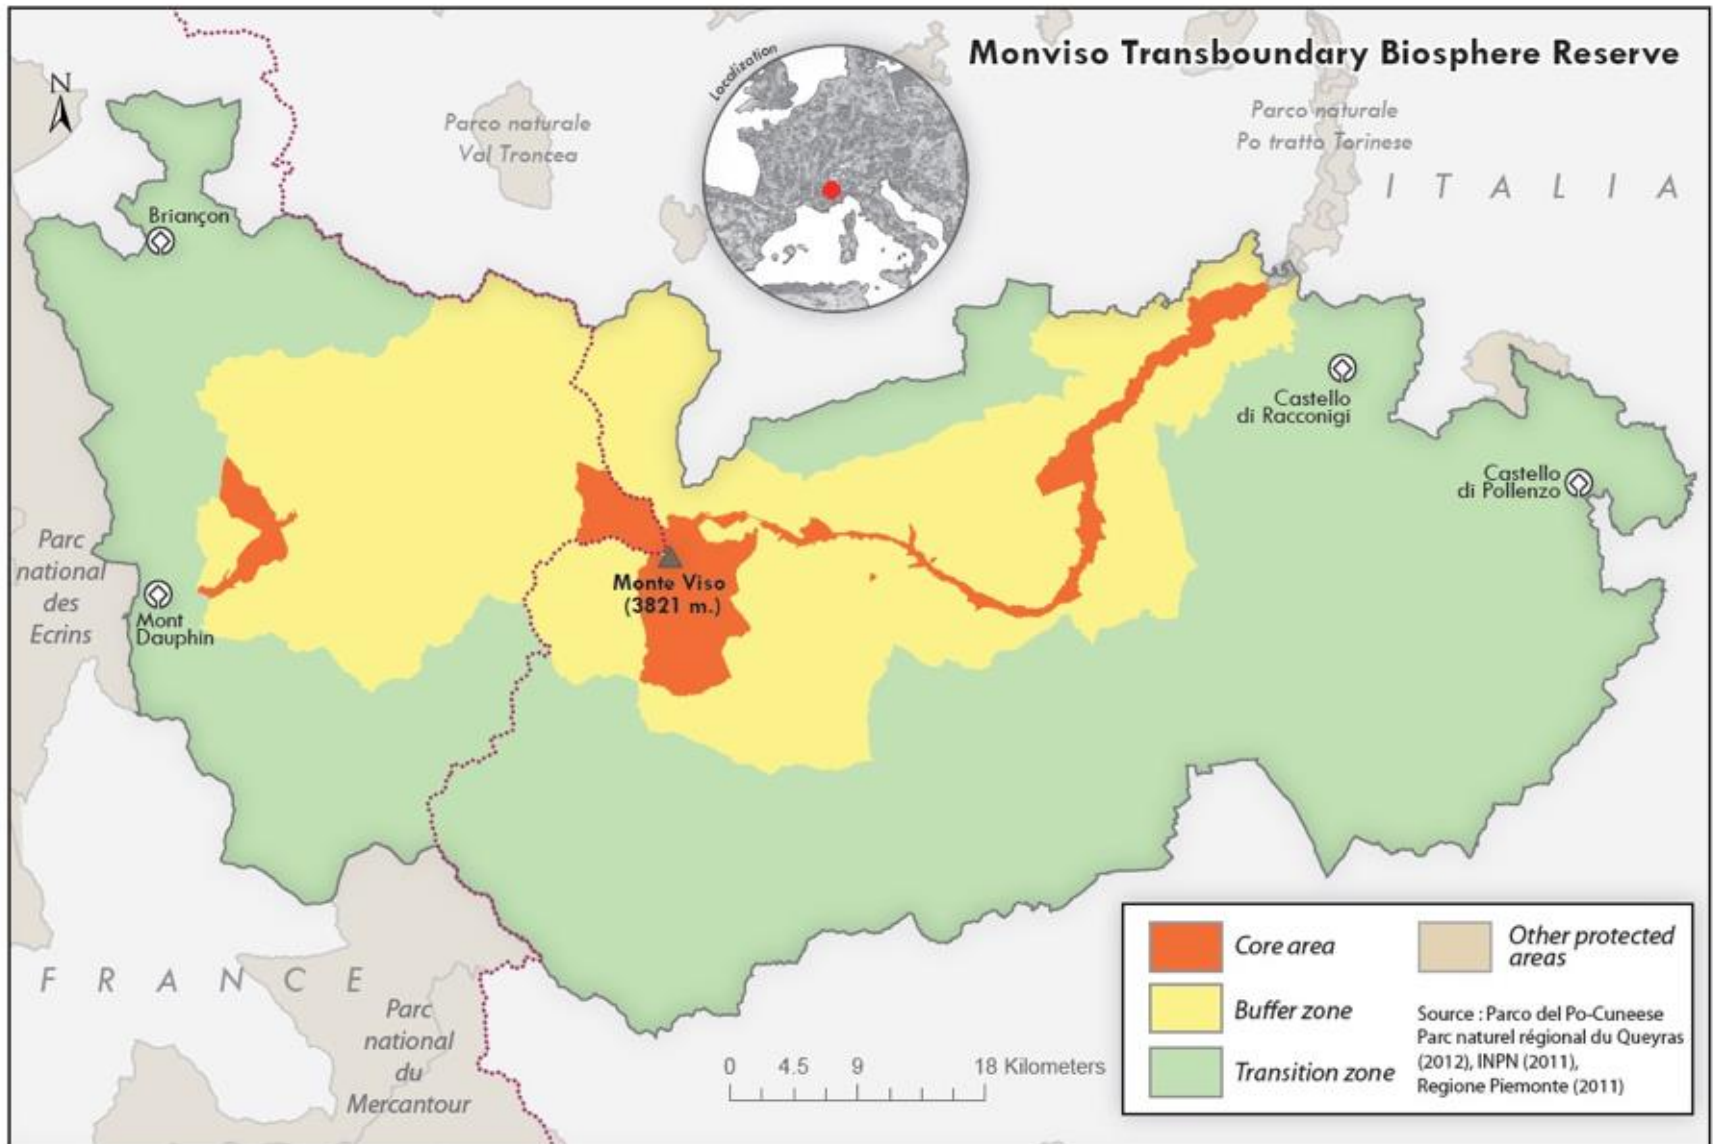 Monviso Transboundary Biosphere Reserve
Localization
N
Parco naturale
Val Troncea
Parco naturale
Po tratto Torinese
ITALIA
Briançon
Castello
di Racconigi
Castello
di Pollenzo
Parc
national
des
Ecrins
Monte Viso
(3821 m.)
Mont
Dauphin
FRANCE
Parc
national
du
Mercantour
0 4.5 9 18 Kilometers
Core area
Buffer zone
Transition zone
Other protected
areas
Source : Parco del Po-Cuneese
Parc naturel régional du Queyras
(2012), INPN (2011),
Regione Piemonte (2011)